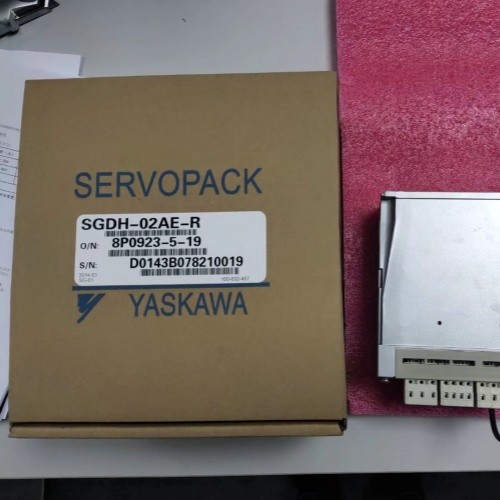 SERVOPACK
SGDH-02AE-R
O/N: 8P0923-5-19
S/N: D0143B078210019
YASKAWA